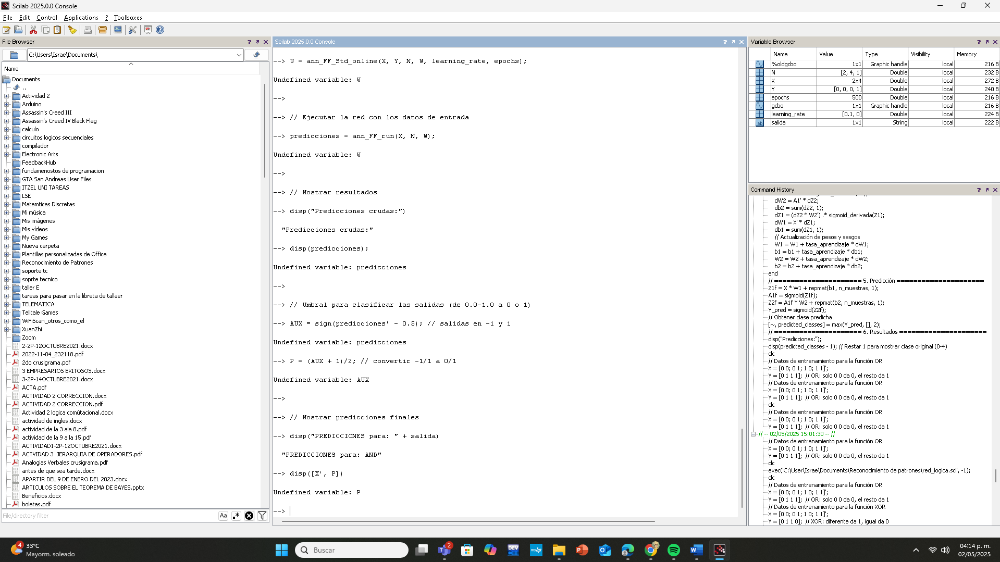 Scilab 2025.0.0 Console
File Edit Control Applications ? Toolboxes
File Browser
C:\Users\Israe\Documents\
Name
Documents
..
Actividad 2
Arduino
Assassin's Creed III
Assassin's Creed IV Black Flag
calculo
circuitos logicos secuenciales
compilador
Electronic Arts
FeedbackHub
fundamenostos de programacion
GTA San Andreas User Files
ITZEL UNI TAREAS
LSE
Matemticas Discretas
Mi música
Mis imágenes
Mis vídeos
My Games
Nueva carpeta
Plantillas personalizadas de Office
Reconocimiento de Patrones
soporte tc
soprte tecnico
taller E
tareas para pasar en la libreta de tallaer
TELEMATICA
Telltale Games
WiFiScan_otros_como_el
XuanZhi
Zoom
2-2P-12OCTUBRE2021.docx
2022-11-04_232118.pdf
2do crusigrama.pdf
3 EMPRESARIOS EXITOSOS.docx
3-2P-14OCTUBRE2021.docx
ACTA.pdf
ACTIVIDAD 2 CORRECCION.docx
ACTIVIDAD 2 CORRECCION.pdf
Actividad 2 logica comútacional.docx
actividad de ingles.docx
actividad de la 3 ala 8.pdf
actividad de la 9 a la 15.pdf
ACTIVIDAD1-2P-12OCTUBRE2021.docx
ACTVIDAD 3  JERARQUIA DE OPERADORES.pdf
Analogias Verbales crusigrama.pdf
antes de que sea tarde.docx
APARTIR DEL 9 DE ENERO DEL 2023.docx
ARTICULOS SOBRE EL TEOREMA DE BAYES.pptx
Beneficios.docx
boletas.pdf
File/directory filter
Aa .*
Scilab 2025.0.0 Console
--> W = ann_FF_Std_online(X, Y, N, W, learning_rate, epochs);
Undefined variable: W
-->
--> // Ejecutar la red con los datos de entrada
--> predicciones = ann_FF_run(X, N, W);
Undefined variable: W
-->
--> // Mostrar resultados
--> disp("Predicciones crudas:")
"Predicciones crudas:"
--> disp(predicciones);
Undefined variable: predicciones
-->
--> // Umbral para clasificar las salidas (de 0.0-1.0 a 0 o 1)
--> AUX = sign(predicciones' - 0.5); // salidas en -1 y 1
Undefined variable: predicciones
--> P = (AUX + 1)/2; // convertir -1/1 a 0/1
Undefined variable: AUX
-->
--> // Mostrar predicciones finales
--> disp("PREDICCIONES para: " + salida)
"PREDICCIONES para: AND"
--> disp([X', P])
Undefined variable: P
-->
Variable Browser
Name Value Type Visibility Memory
%oldgcbo 1x1 Graphic handle local 216 B
N [2, 4, 1] Double local 232 B
X 2x4 Double local 272 B
Y [0, 0, 0, 1] Double local 240 B
epochs 500 Double local 216 B
gcbo 1x1 Graphic handle local 216 B
learning_rate [0.1, 0] Double local 224 B
salida 1x1 String local 222 B
Command History
dW2 = A1' * dZ2;
db2 = sum(dZ2, 1);
dZ1 = (dZ2 * W2') .* sigmoid_derivada(Z1);
dW1 = X' * dZ1;
db1 = sum(dZ1, 1);
// Actualización de pesos y sesgos
W1 = W1 + tasa_aprendizaje * dW1;
b1 = b1 + tasa_aprendizaje * db1;
W2 = W2 + tasa_aprendizaje * dW2;
b2 = b2 + tasa_aprendizaje * db2;
end
// ===================== 5. Predicción =====================
Z1f = X * W1 + repmat(b1, n_muestras, 1);
A1f = sigmoid(Z1f);
Z2f = A1f * W2 + repmat(b2, n_muestras, 1);
Y_pred = sigmoid(Z2f);
// Obtener clase predicha
[~, predicted_classes] = max(Y_pred, [], 2);
// ===================== 6. Resultados =====================
disp("Predicciones:");
disp(predicted_classes - 1); // Restar 1 para mostrar clase original (0-4)
clc
// Datos de entrenamiento para la función OR
X = [0 0; 0 1; 1 0; 1 1]';
Y = [0 1 1 1];  // OR: solo 0 0 da 0, el resto da 1
// Datos de entrenamiento para la función OR
X = [0 0; 0 1; 1 0; 1 1]';
Y = [0 1 1 1];  // OR: solo 0 0 da 0, el resto da 1
clc
// Datos de entrenamiento para la función OR
X = [0 0; 0 1; 1 0; 1 1]';
Y = [0 1 1 1];  // OR: solo 0 0 da 0, el resto da 1
// -- 02/05/2025 15:01:30 -- //
// Datos de entrenamiento para la función OR
X = [0 0; 0 1; 1 0; 1 1]';
Y = [0 1 1 1];  // OR: solo 0 0 da 0, el resto da 1
clc
exec('C:\User\Israe\Documents\Reconocimiento de patrones\red_logica.sci', -1);
clc
// Datos de entrenamiento para la función OR
X = [0 0; 0 1; 1 0; 1 1]';
Y = [0 1 1 1];  // OR: solo 0 0 da 0, el resto da 1
// Datos de entrenamiento para la función XOR
X = [0 0; 0 1; 1 0; 1 1]';
Y = [0 1 1 0];  // XOR: diferente da 1, igual da 0
4
33°C
Mayorm. soleado
Buscar
2
DEV
myhp
04:14 p. m.
02/05/2025